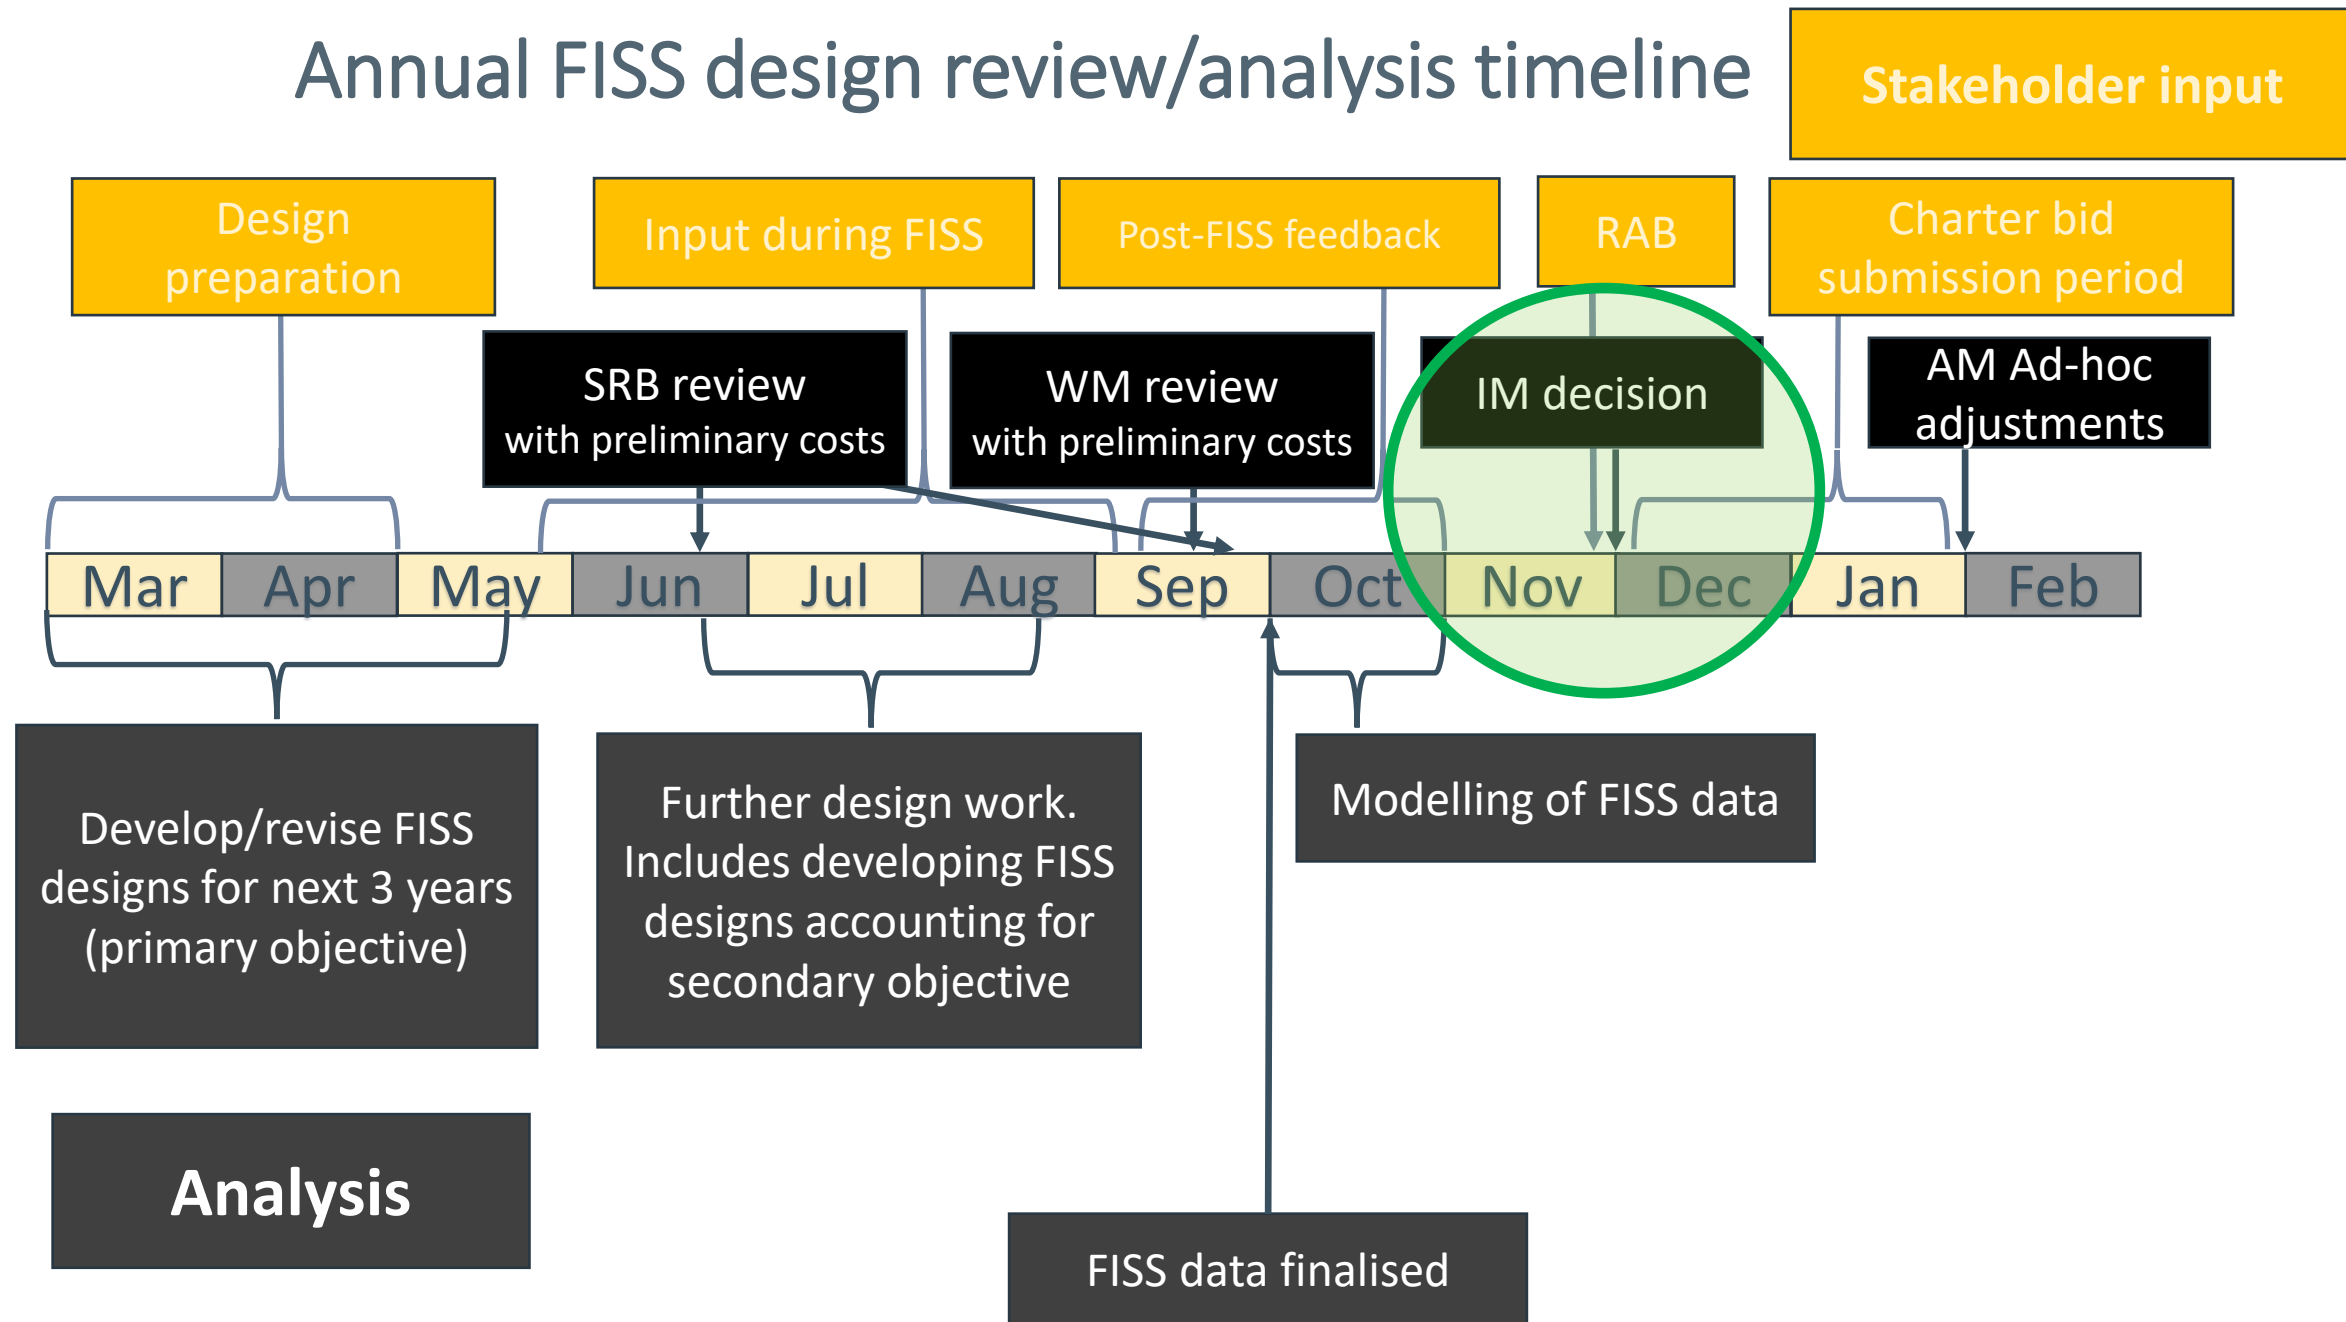 Annual FISS design review/analysis timeline
Stakeholder input
Design
preparation
Input during FISS
Post-FISS feedback
RAB
Charter bid
submission period
SRB review
with preliminary costs
WM review
with preliminary costs
IM decision
AM Ad-hoc
adjustments
Mar
Apr
May
Jun
Jul
Aug
Sep
Oct
Nov
Dec
Jan
Feb
Develop/revise FISS
designs for next 3 years
(primary objective)
Further design work.
Includes developing FISS
designs accounting for
secondary objective
Modelling of FISS data
Analysis
FISS data finalised